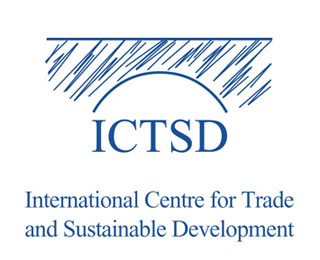 ICTSD
International Centre for Trade
and Sustainable Development